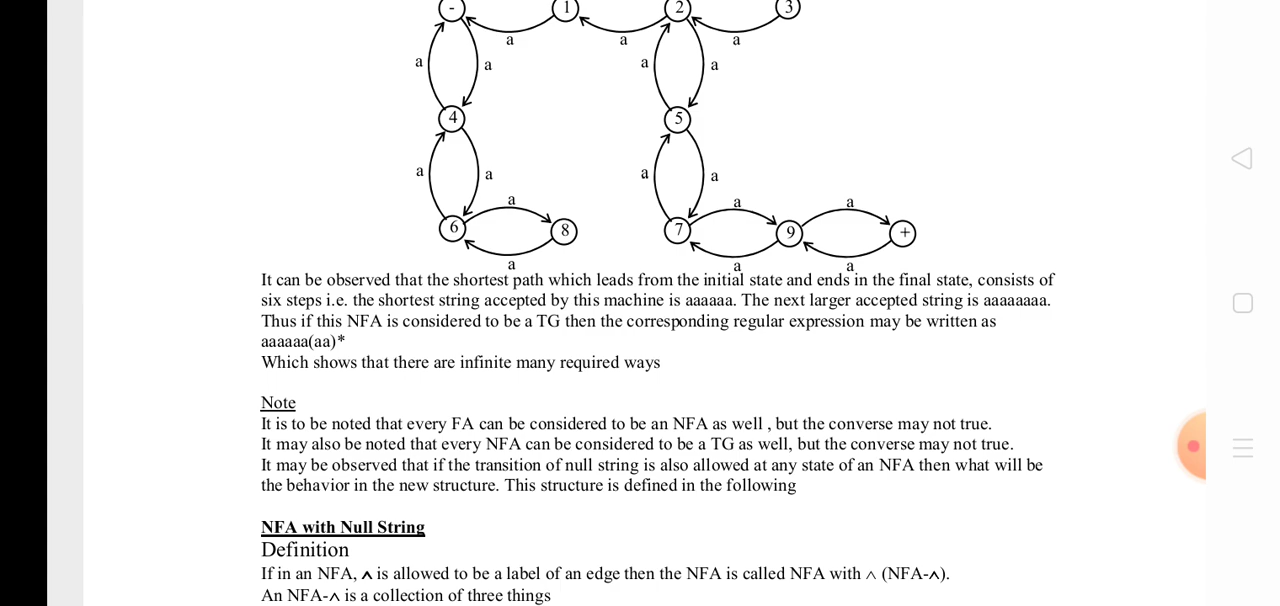 - 1 2 3
a a a
a a a a
4 5
a a a a
a a a
6 8 7 9 +
a a a
It can be observed that the shortest path which leads from the initial state and ends in the final state, consists of
six steps i.e. the shortest string accepted by this machine is aaaaaa. The next larger accepted string is aaaaaaaa.
Thus if this NFA is considered to be a TG then the corresponding regular expression may be written as
aaaaaa(aa)*
Which shows that there are infinite many required ways
Note
It is to be noted that every FA can be considered to be an NFA as well , but the converse may not true.
It may also be noted that every NFA can be considered to be a TG as well, but the converse may not true.
It may be observed that if the transition of null string is also allowed at any state of an NFA then what will be
the behavior in the new structure. This structure is defined in the following
NFA with Null String
Definition
If in an NFA, ʌ is allowed to be a label of an edge then the NFA is called NFA with ʌ (NFA-ʌ).
An NFA-ʌ is a collection of three things